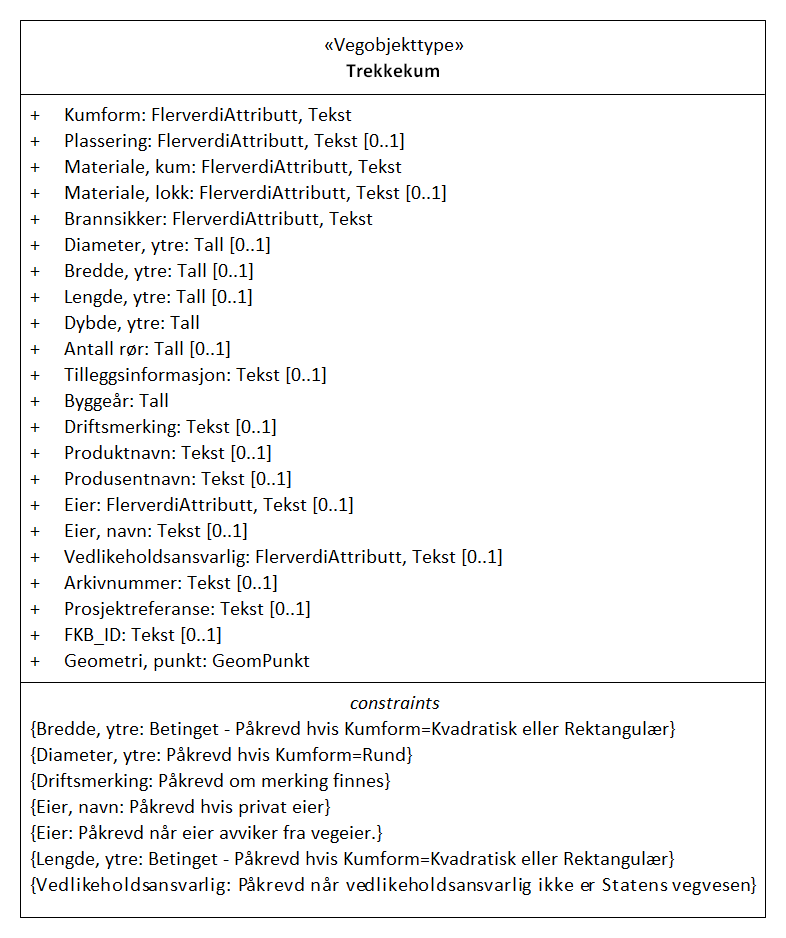 «Vegobjekttype»
Trekkekum
+ Kumform: FlerverdiAttributt, Tekst
+ Plassering: FlerverdiAttributt, Tekst [0..1]
+ Materiale, kum: FlerverdiAttributt, Tekst
+ Materiale, lokk: FlerverdiAttributt, Tekst [0..1]
+ Brannsikker: FlerverdiAttributt, Tekst
+ Diameter, ytre: Tall [0..1]
+ Bredde, ytre: Tall [0..1]
+ Lengde, ytre: Tall [0..1]
+ Dybde, ytre: Tall
+ Antall rør: Tall [0..1]
+ Tilleggsinformasjon: Tekst [0..1]
+ Byggeår: Tall
+ Driftsmerking: Tekst [0..1]
+ Produktnavn: Tekst [0..1]
+ Produsentnavn: Tekst [0..1]
+ Eier: FlerverdiAttributt, Tekst [0..1]
+ Eier, navn: Tekst [0..1]
+ Vedlikeholdsansvarlig: FlerverdiAttributt, Tekst [0..1]
+ Arkivnummer: Tekst [0..1]
+ Prosjektreferanse: Tekst [0..1]
+ FKB_ID: Tekst [0..1]
+ Geometri, punkt: GeomPunkt
constraints
{Bredde, ytre: Betinget - Påkrevd hvis Kumform=Kvadratisk eller Rektangulær}
{Diameter, ytre: Påkrevd hvis Kumform=Rund}
{Driftsmerking: Påkrevd om merking finnes}
{Eier, navn: Påkrevd hvis privat eier}
{Eier: Påkrevd når eier avviker fra vegeier.}
{Lengde, ytre: Betinget - Påkrevd hvis Kumform=Kvadratisk eller Rektangulær}
{Vedlikeholdsansvarlig: Påkrevd når vedlikeholdsansvarlig ikke er Statens vegvesen}